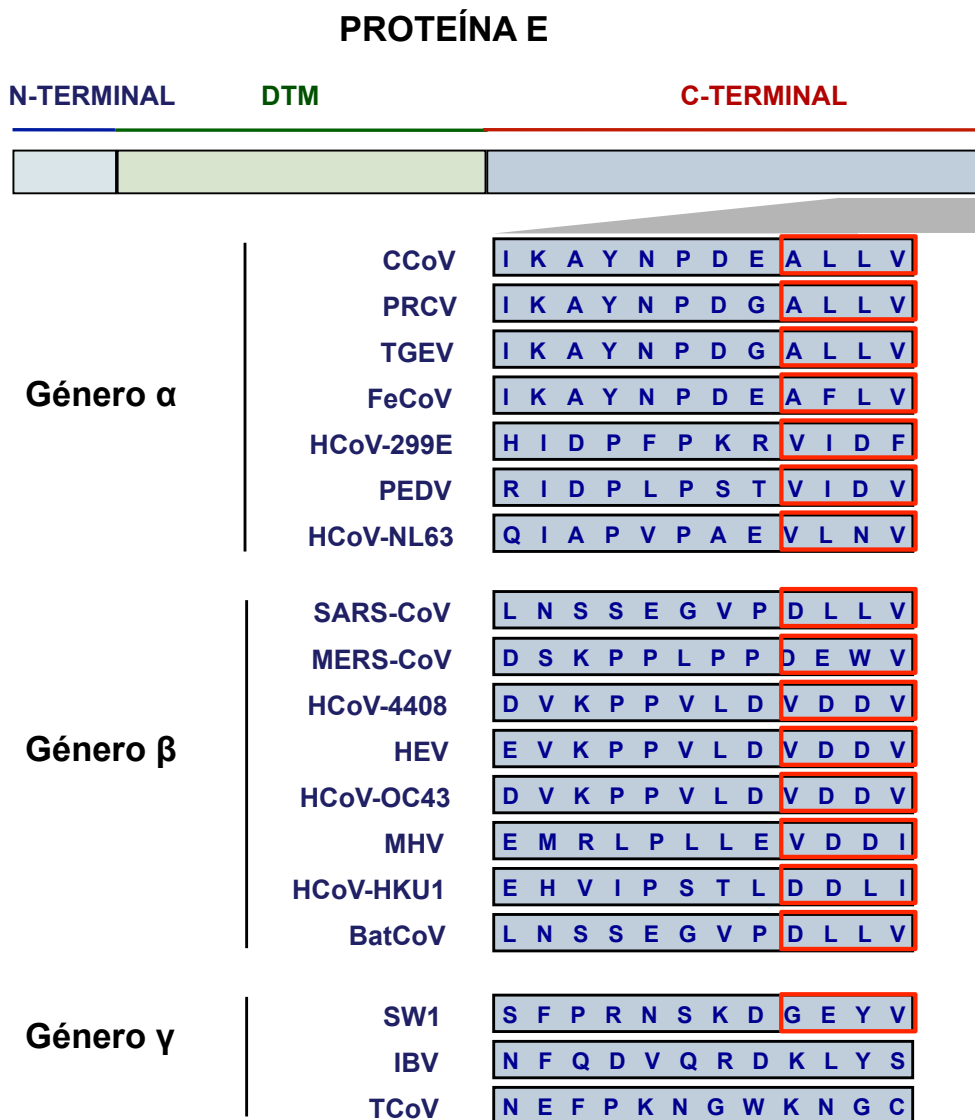 PROTEÍNA E
N-TERMINAL DTM C-TERMINAL
CCoV I K A Y N P D E A L L V
PRCV I K A Y N P D G A L L V
TGEV I K A Y N P D G A L L V
Género α
FeCoV I K A Y N P D E A F L V
HCoV-299E H I D P F P K R V I D F
PEDV R I D P L P S T V I D V
HCoV-NL63 Q I A P V P A E V L N V
SARS-CoV L N S S E G V P D L L V
MERS-CoV D S K P P L P P D E W V
HCoV-4408 D V K P P V L D V D D V
Género β
HEV E V K P P V L D V D D V
HCoV-OC43 D V K P P V L D V D D V
MHV E M R L P L L E V D D I
HCoV-HKU1 E H V I P S T L D D L I
BatCoV L N S S E G V P D L L V
SW1 S F P R N S K D G E Y V
Género γ
IBV N F Q D V Q R D K L Y S
TCoV N E F P K N G W K N G C